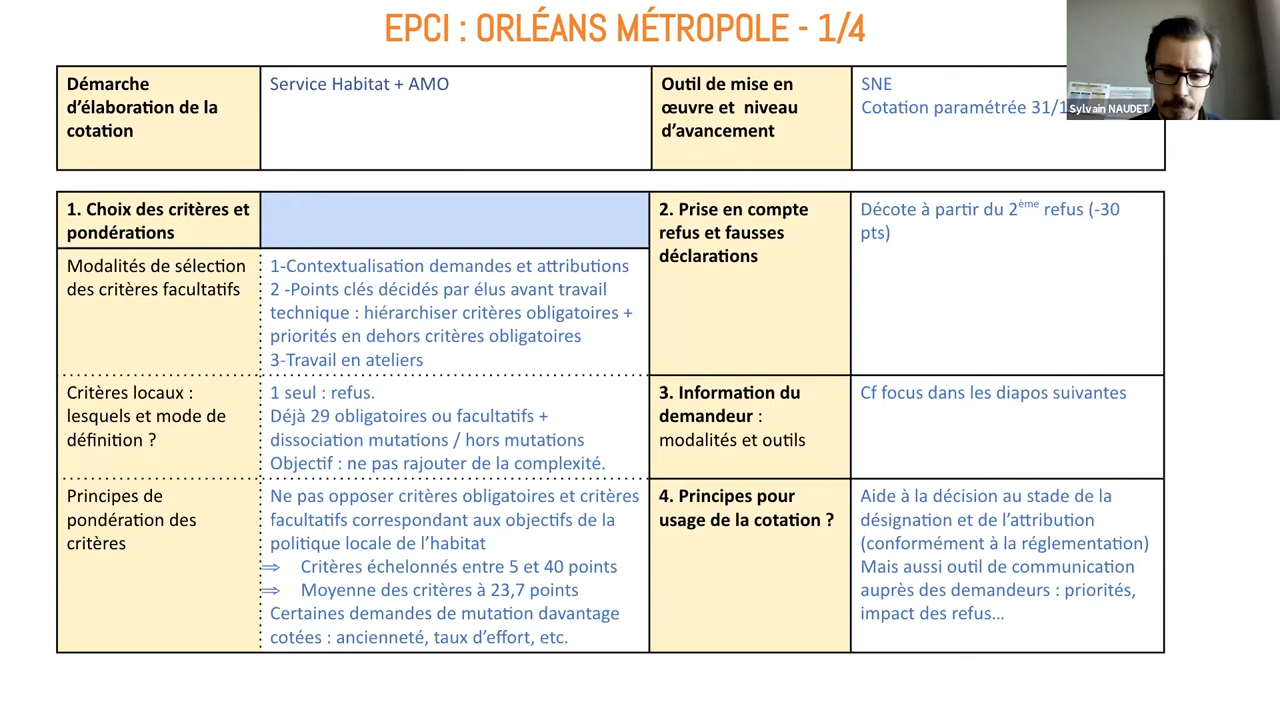 EPCI : ORLÉANS MÉTROPOLE - 1/4
Sylvain NAUDET
Démarche
d’élaboration de la
cotation
Service Habitat + AMO
Outil de mise en
œuvre et niveau
d’avancement
SNE
Cotation paramétrée 31/1
1. Choix des critères et
pondérations
Modalités de sélection
des critères facultatifs
1-Contextualisation demandes et attributions
2 -Points clés décidés par élus avant travail
technique : hiérarchiser critères obligatoires +
priorités en dehors critères obligatoires
3-Travail en ateliers
Critères locaux :
lesquels et mode de
définition ?
1 seul : refus.
Déjà 29 obligatoires ou facultatifs +
dissociation mutations / hors mutations
Objectif : ne pas rajouter de la complexité.
Principes de
pondération des
critères
Ne pas opposer critères obligatoires et critères
facultatifs correspondant aux objectifs de la
politique locale de l’habitat
⇒ Critères échelonnés entre 5 et 40 points
⇒ Moyenne des critères à 23,7 points
Certaines demandes de mutation davantage
cotées : ancienneté, taux d’effort, etc.
2. Prise en compte
refus et fausses
déclarations
Décote à partir du 2ème refus (-30
pts)
3. Information du
demandeur :
modalités et outils
Cf focus dans les diapos suivantes
4. Principes pour
usage de la cotation ?
Aide à la décision au stade de la
désignation et de l’attribution
(conformément à la réglementation)
Mais aussi outil de communication
auprès des demandeurs : priorités,
impact des refus…